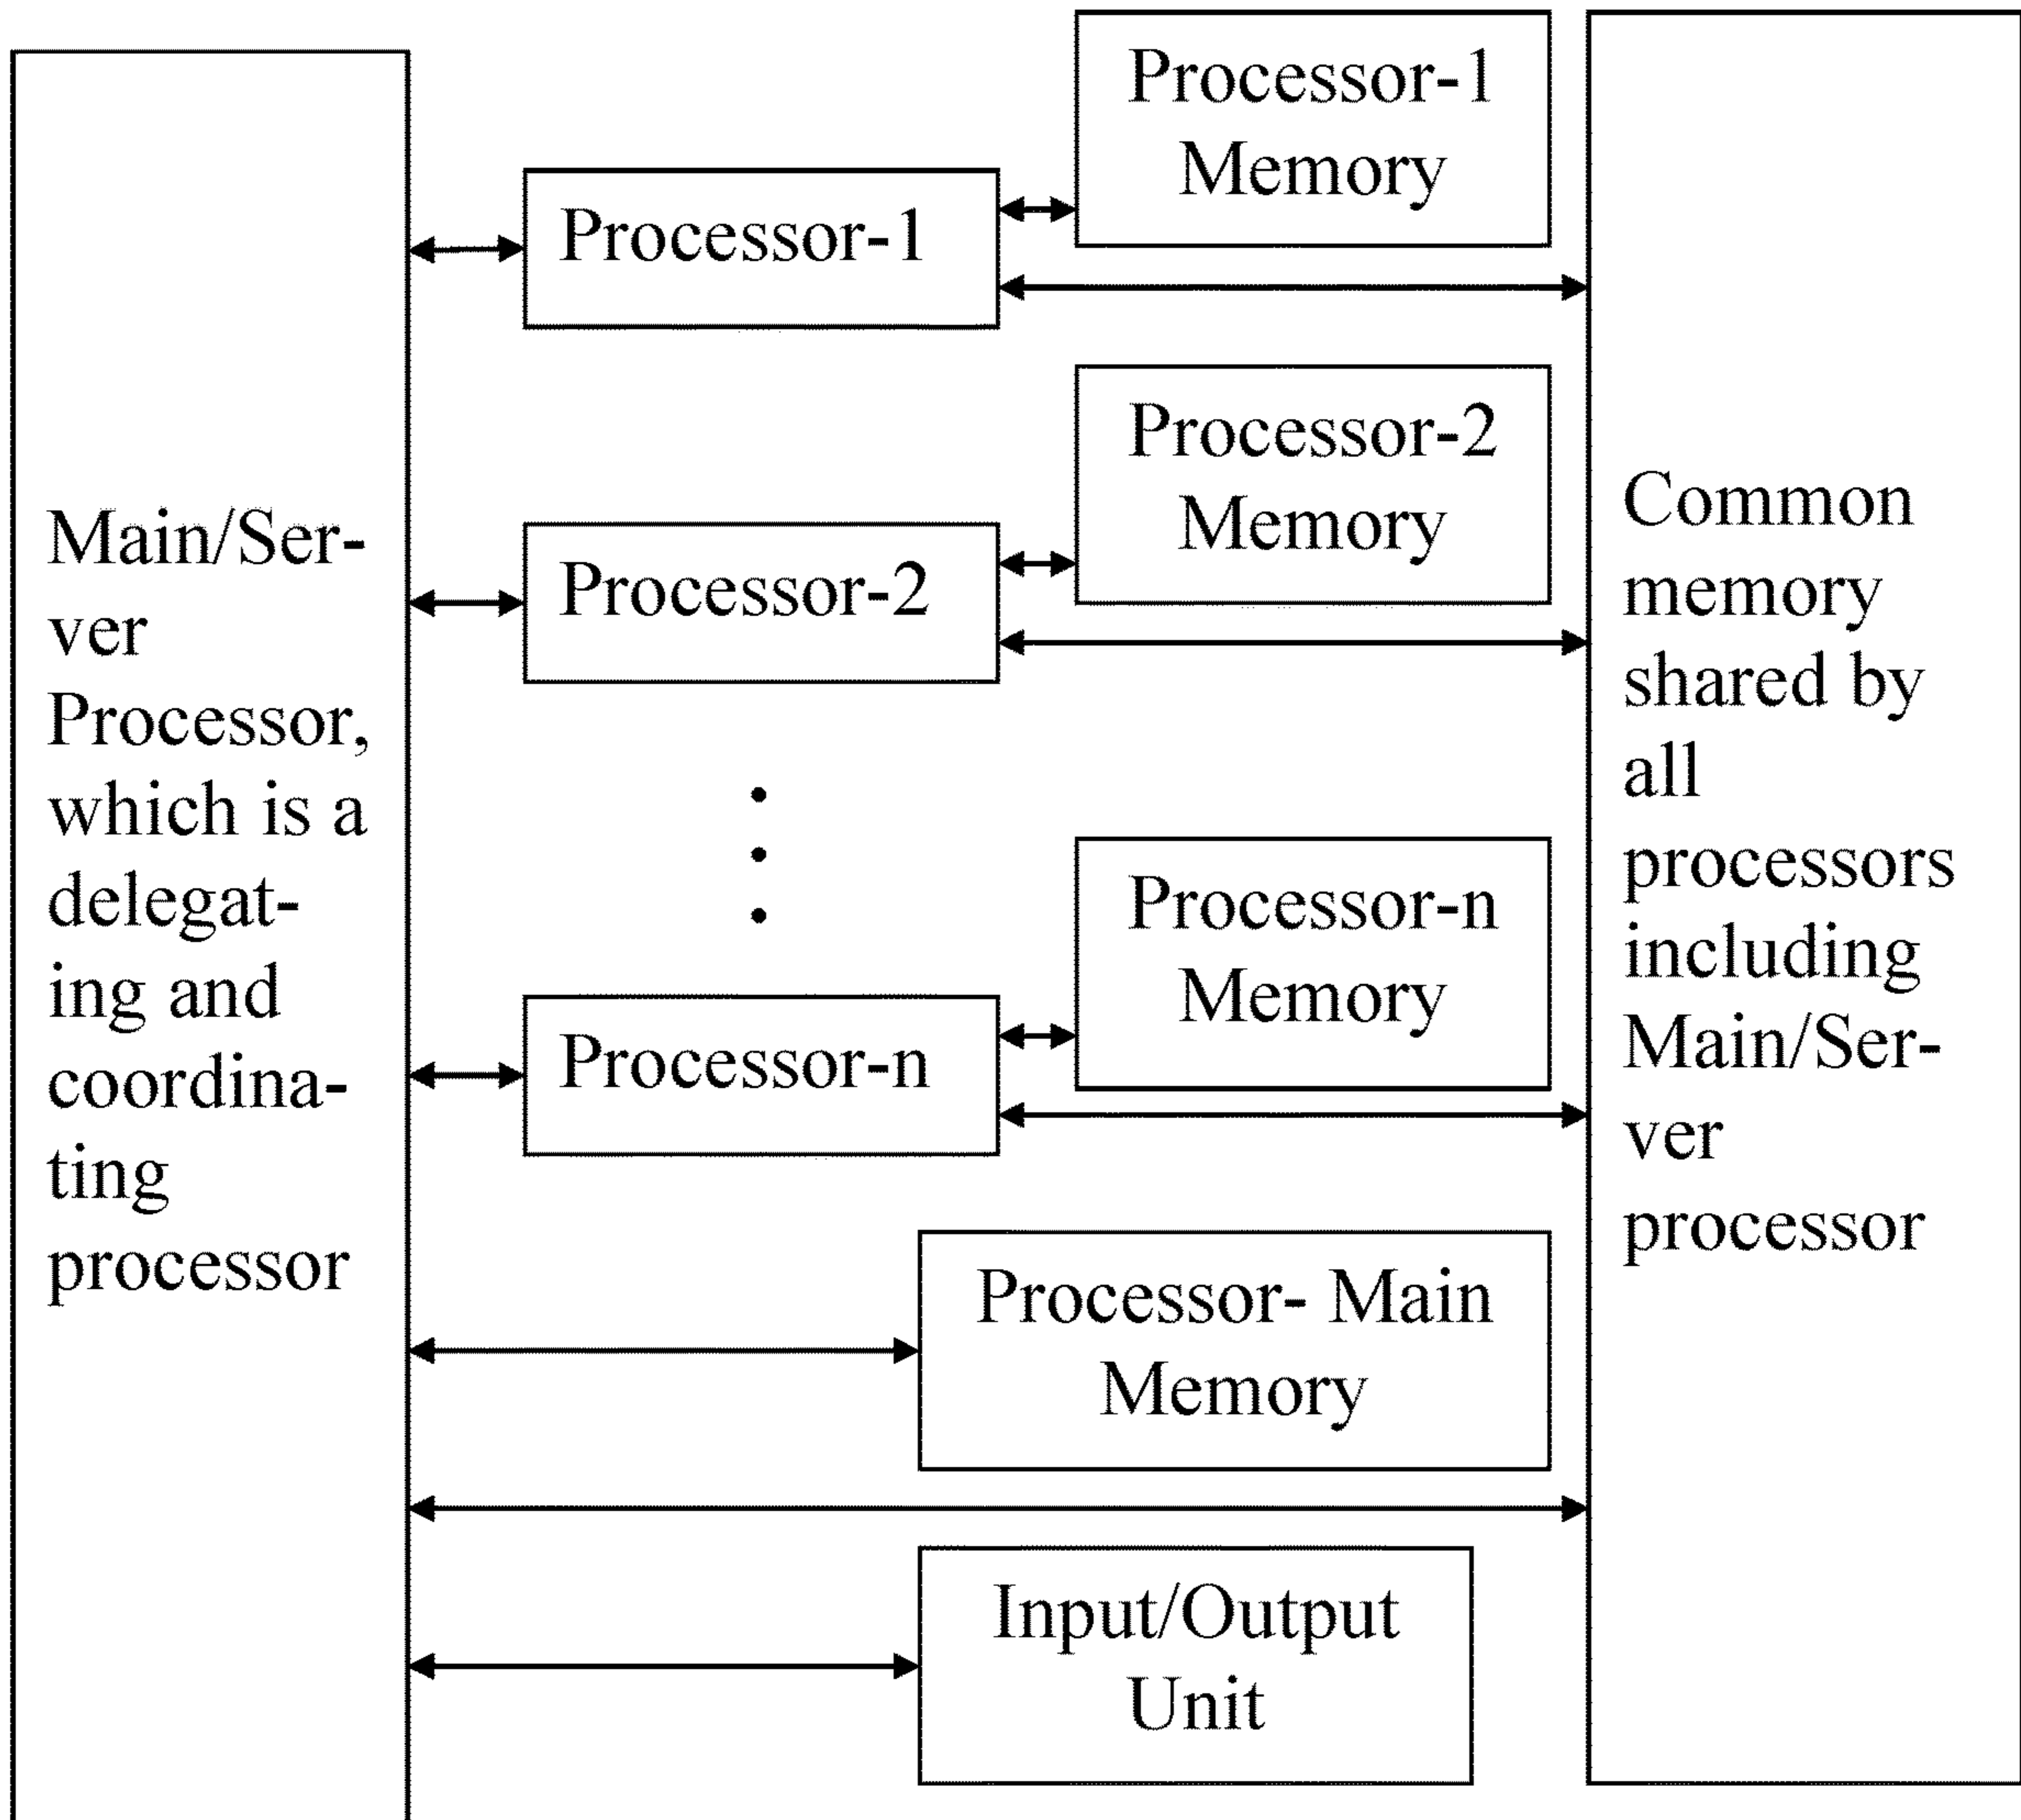 Main/Ser-
ver
Processor,
which is a
delegat-
ing and
coordina-
ting
processor
Processor-1
Processor-1
Memory
Processor-2
Processor-2
Memory
Processor-n
Processor-n
Memory
Processor- Main
Memory
Input/Output
Unit
Common
memory
shared by
all
processors
including
Main/Ser-
ver
processor